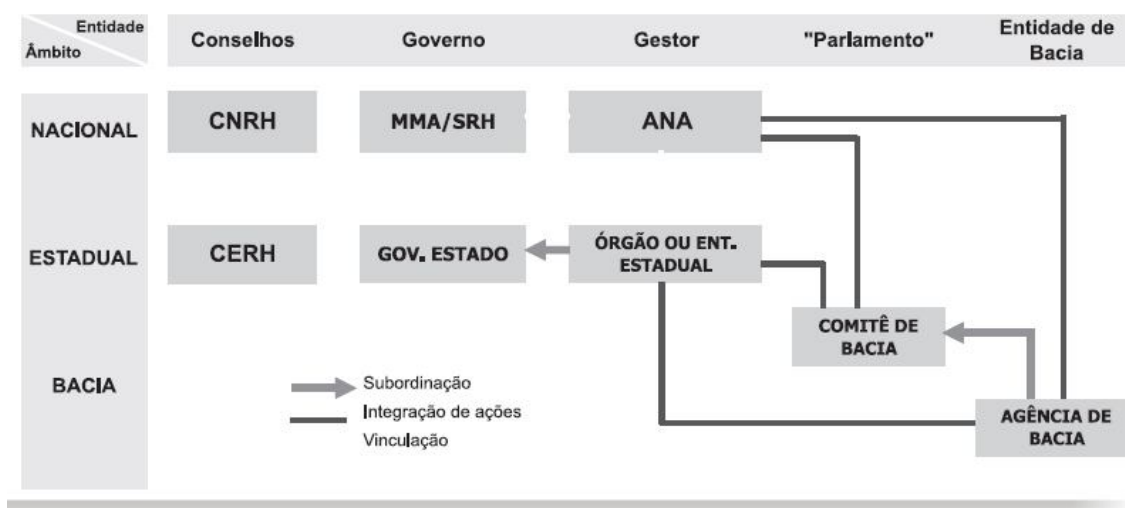 Entidade
Âmbito
Conselhos
Governo
Gestor
"Parlamento"
Entidade de
Bacia
NACIONAL
CNRH
MMA/SRH
ANA
ESTADUAL
CERH
GOV. ESTADO
ÓRGÃO OU ENT.
ESTADUAL
COMITÊ DE
BACIA
BACIA
Subordinação
Integração de ações
Vinculação
AGÊNCIA DE
BACIA